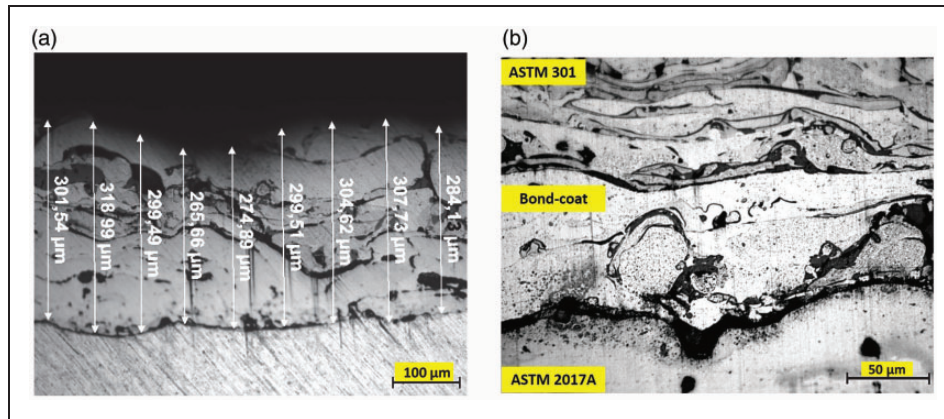 (a)
301,54 µm
318,99 µm
299,49 µm
265,66 µm
274,89 µm
299,51 µm
304,62 µm
307,73 µm
284,13 µm
100 µm
(b)
ASTM 301
Bond-coat
ASTM 2017A
50 µm